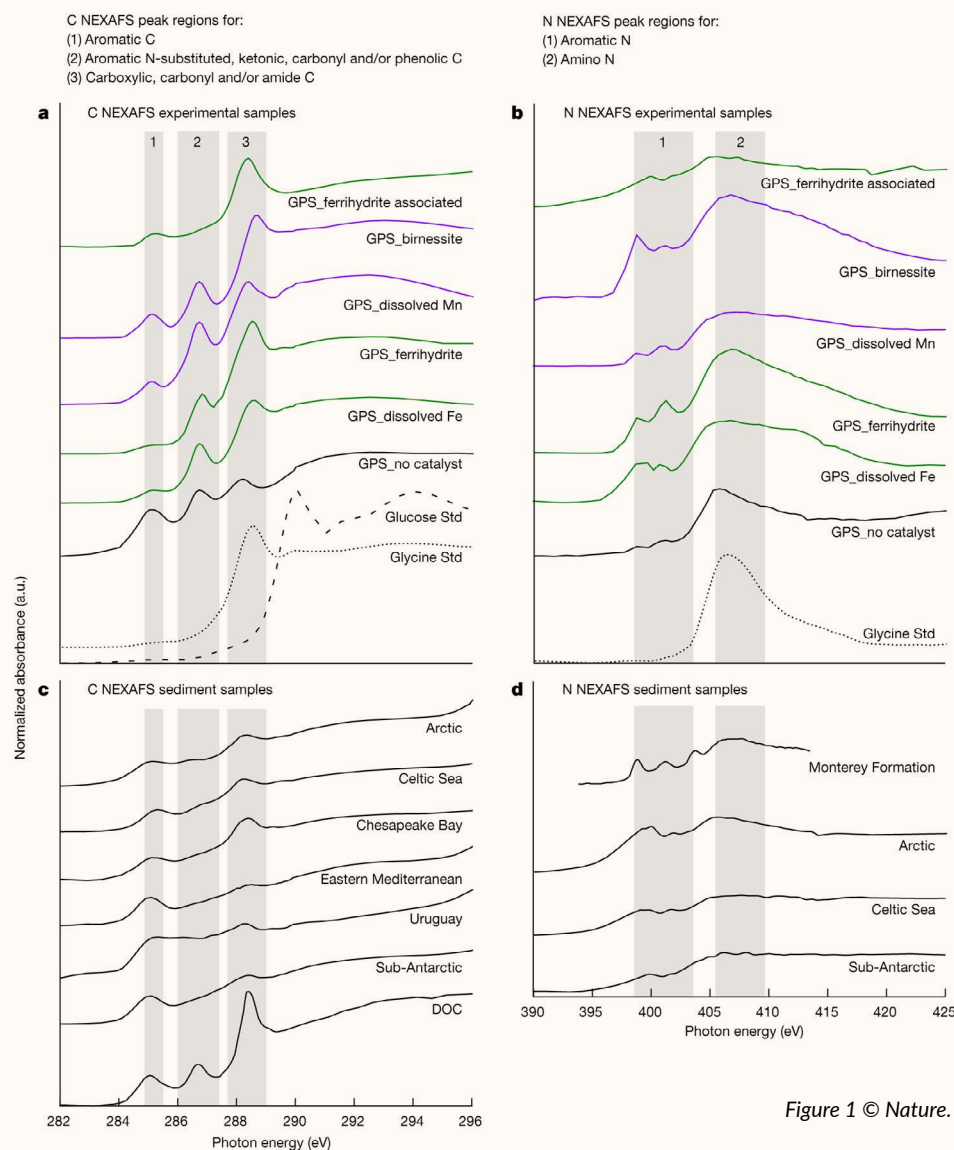 C NEXAFS peak regions for:
(1) Aromatic C
(2) Aromatic N-substituted, ketonic, carbonyl and/or phenolic C
(3) Carboxylic, carbonyl and/or amide C
N NEXAFS peak regions for:
(1) Aromatic N
(2) Amino N
a C NEXAFS experimental samples
1 2 3
GPS_ferrihydrite associated
GPS_birnessite
GPS_dissolved Mn
GPS_ferrihydrite
GPS_dissolved Fe
GPS_no catalyst
Glucose Std
Glycine Std
b N NEXAFS experimental samples
1 2
GPS_ferrihydrite associated
GPS_birnessite
GPS_dissolved Mn
GPS_ferrihydrite
GPS_dissolved Fe
GPS_no catalyst
Glycine Std
Normalized absorbance (a.u.)
c C NEXAFS sediment samples
Arctic
Celtic Sea
Chesapeake Bay
Eastern Mediterranean
Uruguay
Sub-Antarctic
DOC
282 284 286 288 290 292 294 296
Photon energy (eV)
d N NEXAFS sediment samples
Monterey Formation
Arctic
Celtic Sea
Sub-Antarctic
390 395 400 405 410 415 420 425
Photon energy (eV)
Figure 1 © Nature.